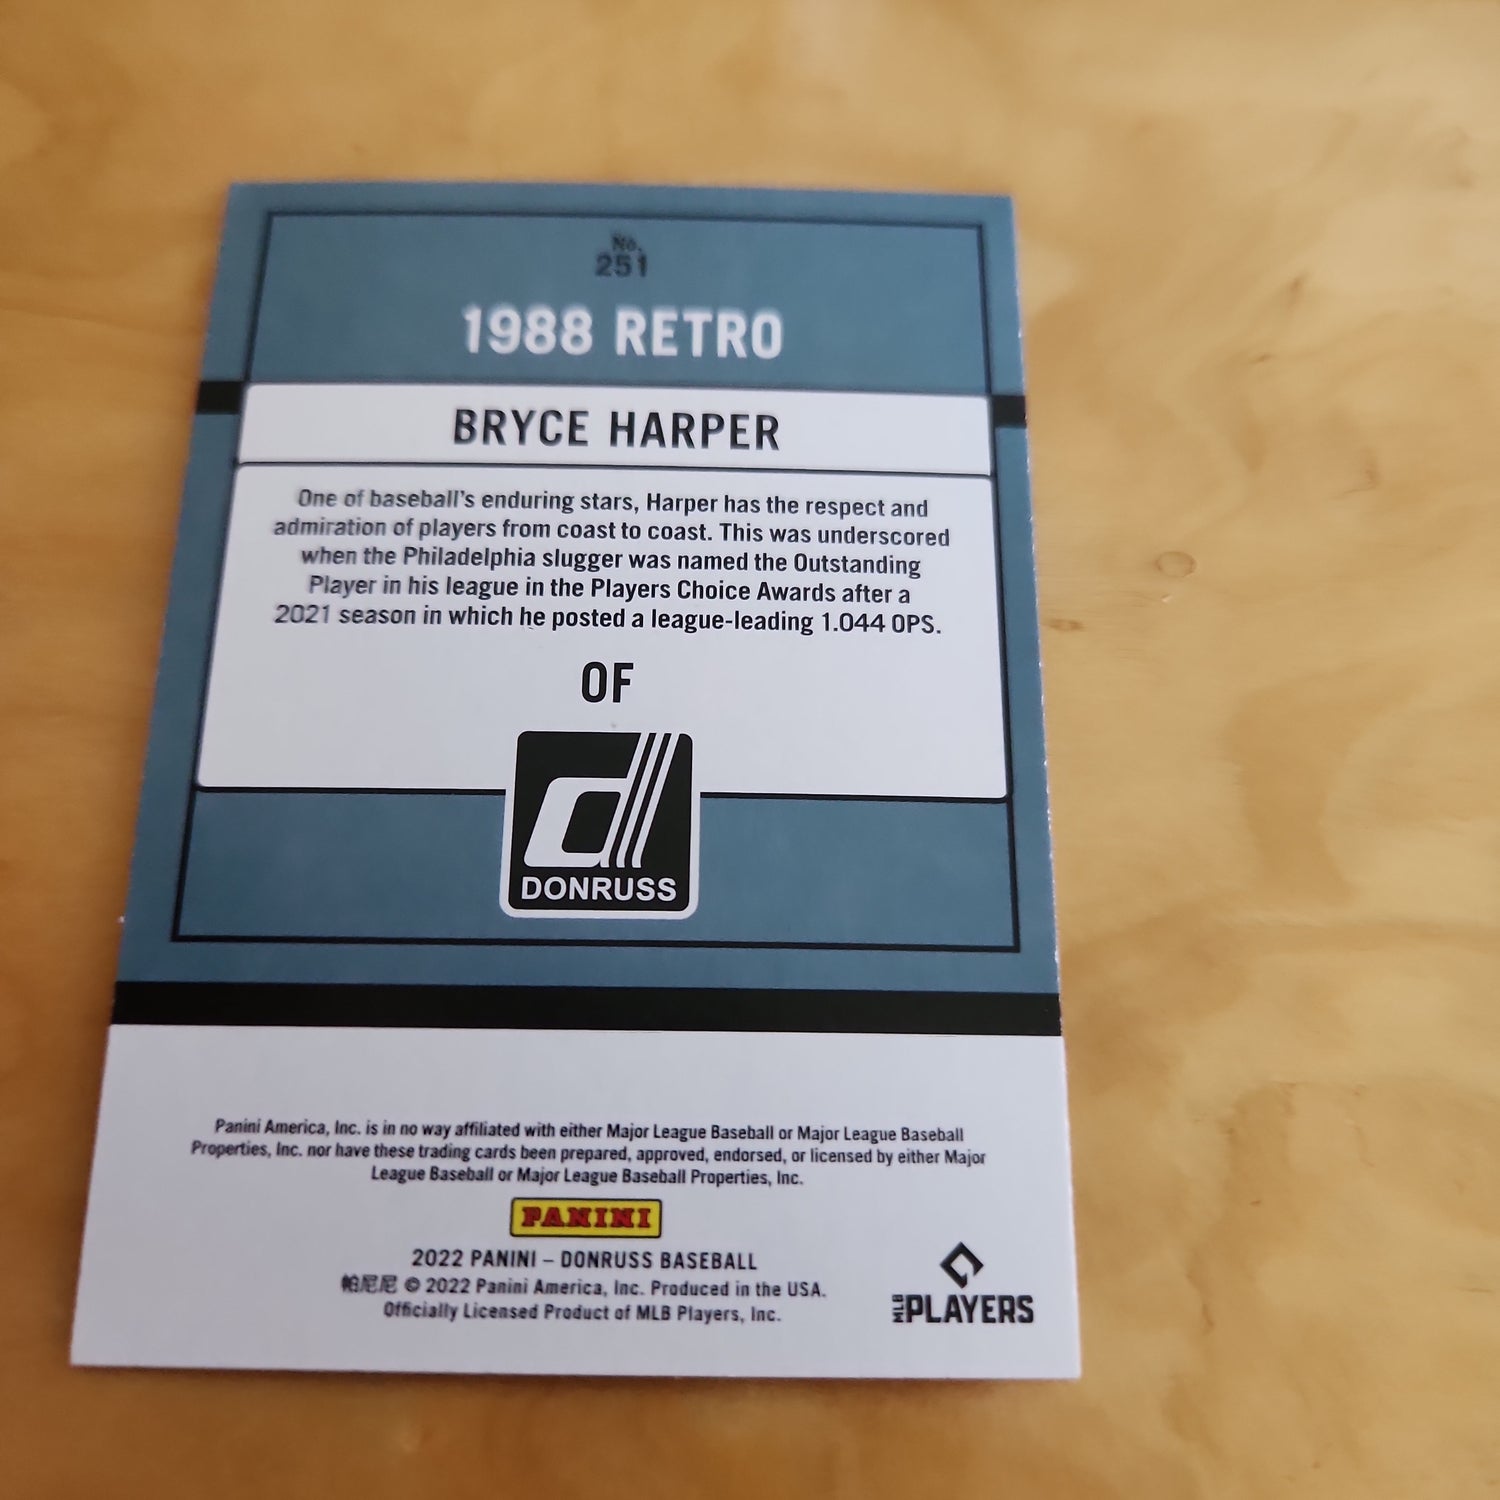 No.
251
1988 RETRO
BRYCE HARPER
One of baseball's enduring stars, Harper has the respect and
admiration of players from coast to coast. This was underscored
when the Philadelphia slugger was named the Outstanding
Player in his league in the Players Choice Awards after a
2021 season in which he posted a league-leading 1.044 OPS.
OF
d
DONRUSS
Panini America, Inc. is in no way affiliated with either Major League Baseball or Major League Baseball
Properties, Inc. nor have these trading cards been prepared, approved, endorsed, or licensed by either Major
League Baseball or Major League Baseball Properties, Inc.
PANINI
2022 PANINI – DONRUSS BASEBALL
帕尼尼 © 2022 Panini America, Inc. Produced in the USA.
Officially Licensed Product of MLB Players, Inc.
MLB PLAYERS